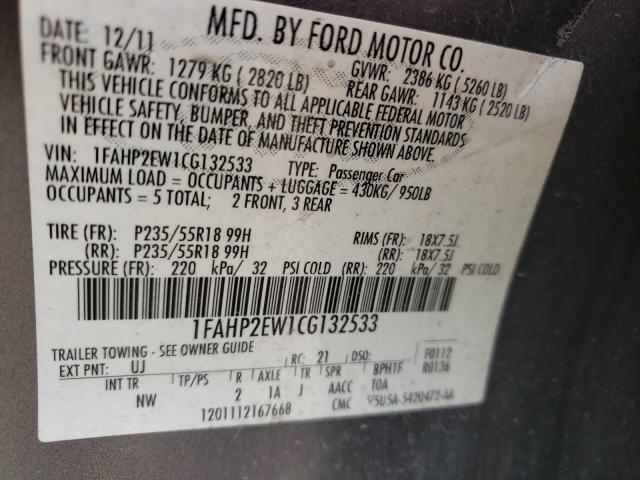 MFD. BY FORD MOTOR CO.
DATE: 12/11 GVWR: 2386 KG ( 5260 LB)
FRONT GAWR: 1279 KG ( 2820 LB) REAR GAWR: 1143 KG ( 2520 LB)
THIS VEHICLE CONFORMS TO ALL APPLICABLE FEDERAL MOTOR
VEHICLE SAFETY, BUMPER, AND THEFT PREVENTION STANDARDS
IN EFFECT ON THE DATE OF MANUFACTURE SHOWN ABOVE.
VIN: 1FAHP2EW1CG132533 TYPE: Passenger Car
MAXIMUM LOAD = OCCUPANTS + LUGGAGE = 430KG/950LB
OCCUPANTS = 5 TOTAL; 2 FRONT, 3 REAR
TIRE (FR): P235/55R18 99H RIMS (FR): 18X7.5J
(RR): P235/55R18 99H (RR): 18X7.5J
PRESSURE (FR): 220 kPa/ 32 PSI COLD (RR): 220 kPa/ 32 PSI COLD
1FAHP2EW1CG132533
TRAILER TOWING - SEE OWNER GUIDE
EXT PNT: UJ RC: 21 DSO: F0112
R0136
INT TR TP/PS R AXLE TR SPR BPH1F
NW 2 1A J AACC TOA
1201112167668 CMC 5U5A-5420472-AA